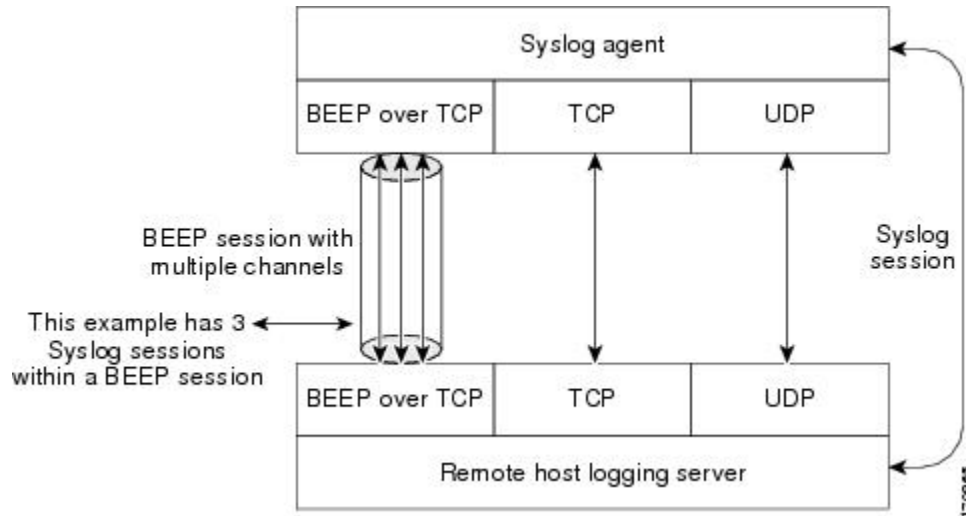 Syslog agent
BEEP over TCP
TCP
UDP
BEEP session with
multiple channels
Syslog
session
This example has 3
Syslog sessions
within a BEEP session
BEEP over TCP
TCP
UDP
Remote host logging server